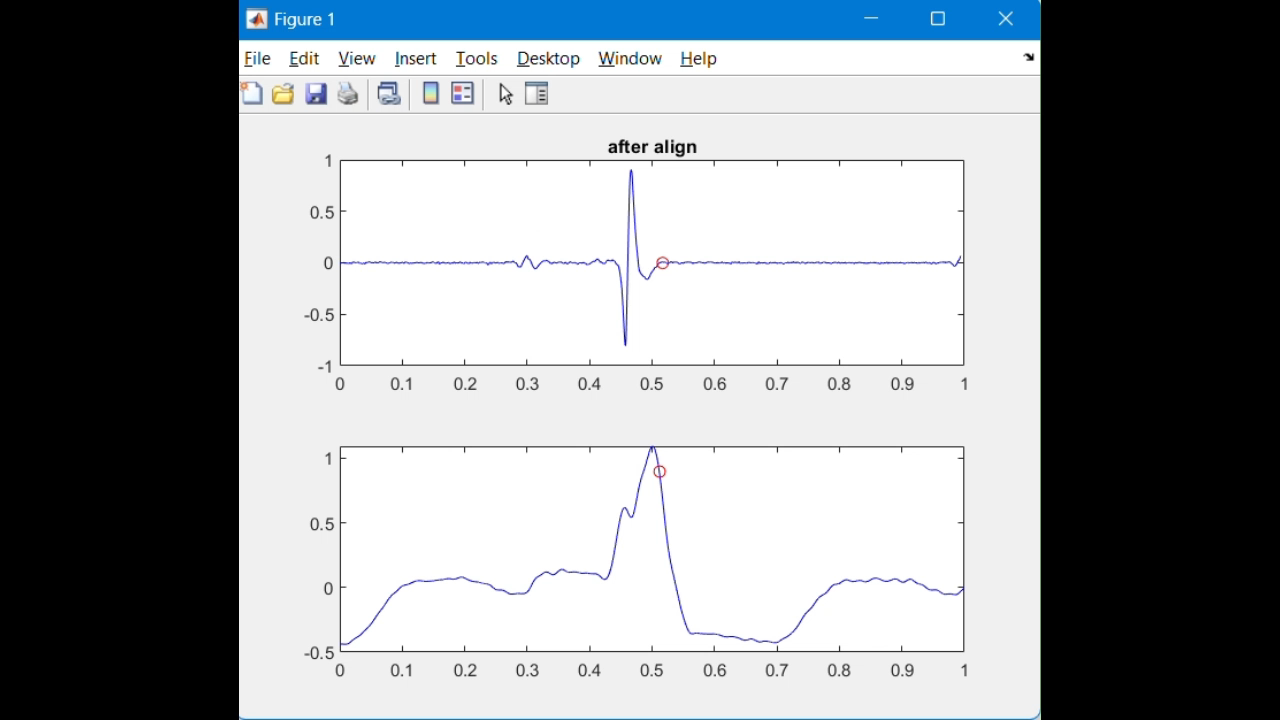 Figure 1
File Edit View Insert Tools Desktop Window Help
after align
1
0.5
0
-0.5
-1
0 0.1 0.2 0.3 0.4 0.5 0.6 0.7 0.8 0.9 1
1
0.5
0
-0.5
0 0.1 0.2 0.3 0.4 0.5 0.6 0.7 0.8 0.9 1